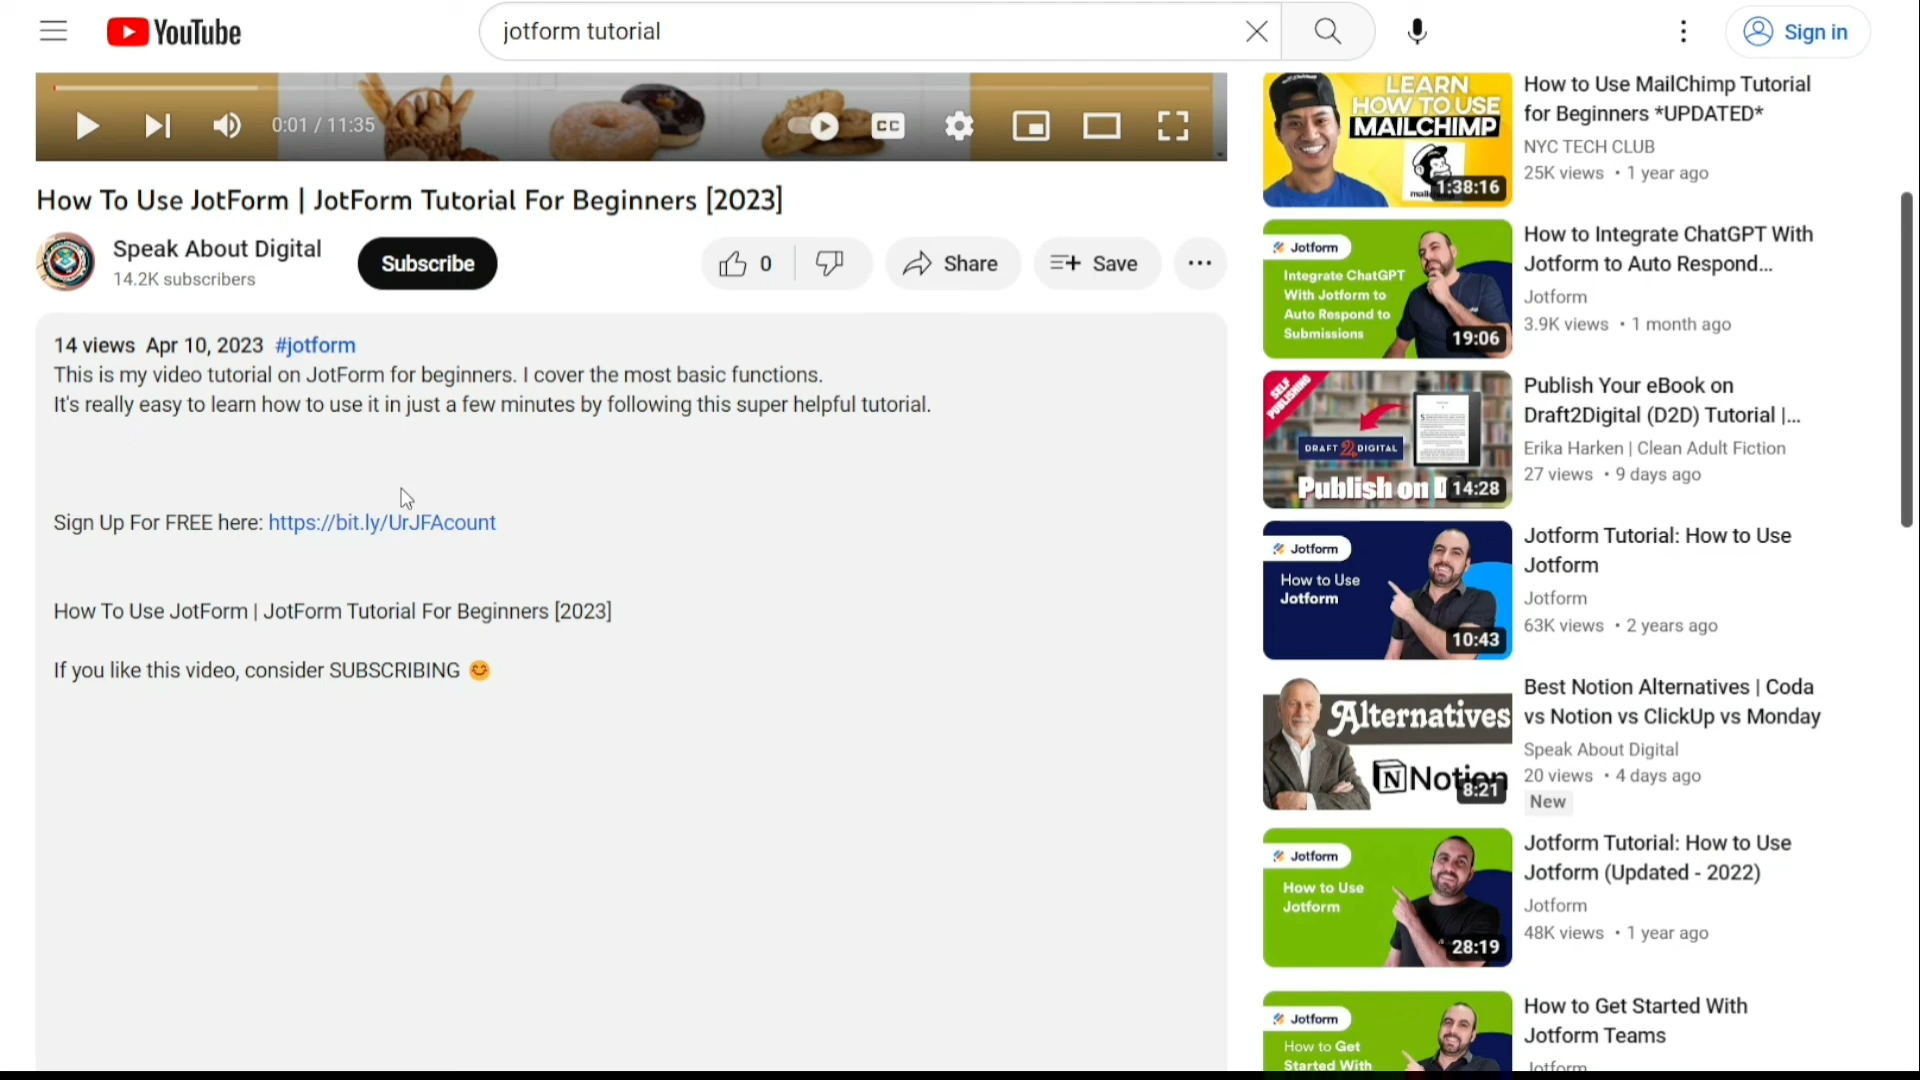 YouTube
jotform tutorial
Sign in
0:01 / 11:35
CC
How To Use JotForm | JotForm Tutorial For Beginners [2023]
Speak About Digital
14.2K subscribers
Subscribe
0
Share
Save
14 views Apr 10, 2023 #jotform
This is my video tutorial on JotForm for beginners. I cover the most basic functions.
It's really easy to learn how to use it in just a few minutes by following this super helpful tutorial.
Sign Up For FREE here: https://bit.ly/UrJFAcount
How To Use JotForm | JotForm Tutorial For Beginners [2023]
If you like this video, consider SUBSCRIBING 😊
LEARN
HOW TO USE
MAILCHIMP
1:38:16
How to Use MailChimp Tutorial
for Beginners *UPDATED*
NYC TECH CLUB
25K views • 1 year ago
Jotform
Integrate ChatGPT
With Jotform to
Auto Respond to
Submissions
19:06
How to Integrate ChatGPT With
Jotform to Auto Respond...
Jotform
3.9K views • 1 month ago
SELF
PUBLISHING
DRAFT 2 DIGITAL
Publish on D
14:28
Publish Your eBook on
Draft2Digital (D2D) Tutorial |...
Erika Harken | Clean Adult Fiction
27 views • 9 days ago
Jotform
How to Use
Jotform
10:43
Jotform Tutorial: How to Use
Jotform
Jotform
63K views • 2 years ago
Alternatives
Notion
8:21
Best Notion Alternatives | Coda
vs Notion vs ClickUp vs Monday
Speak About Digital
20 views • 4 days ago
New
Jotform
How to Use
Jotform
28:19
Jotform Tutorial: How to Use
Jotform (Updated - 2022)
Jotform
48K views • 1 year ago
Jotform
How to Get
Started With
How to Get Started With
Jotform Teams
Jotform